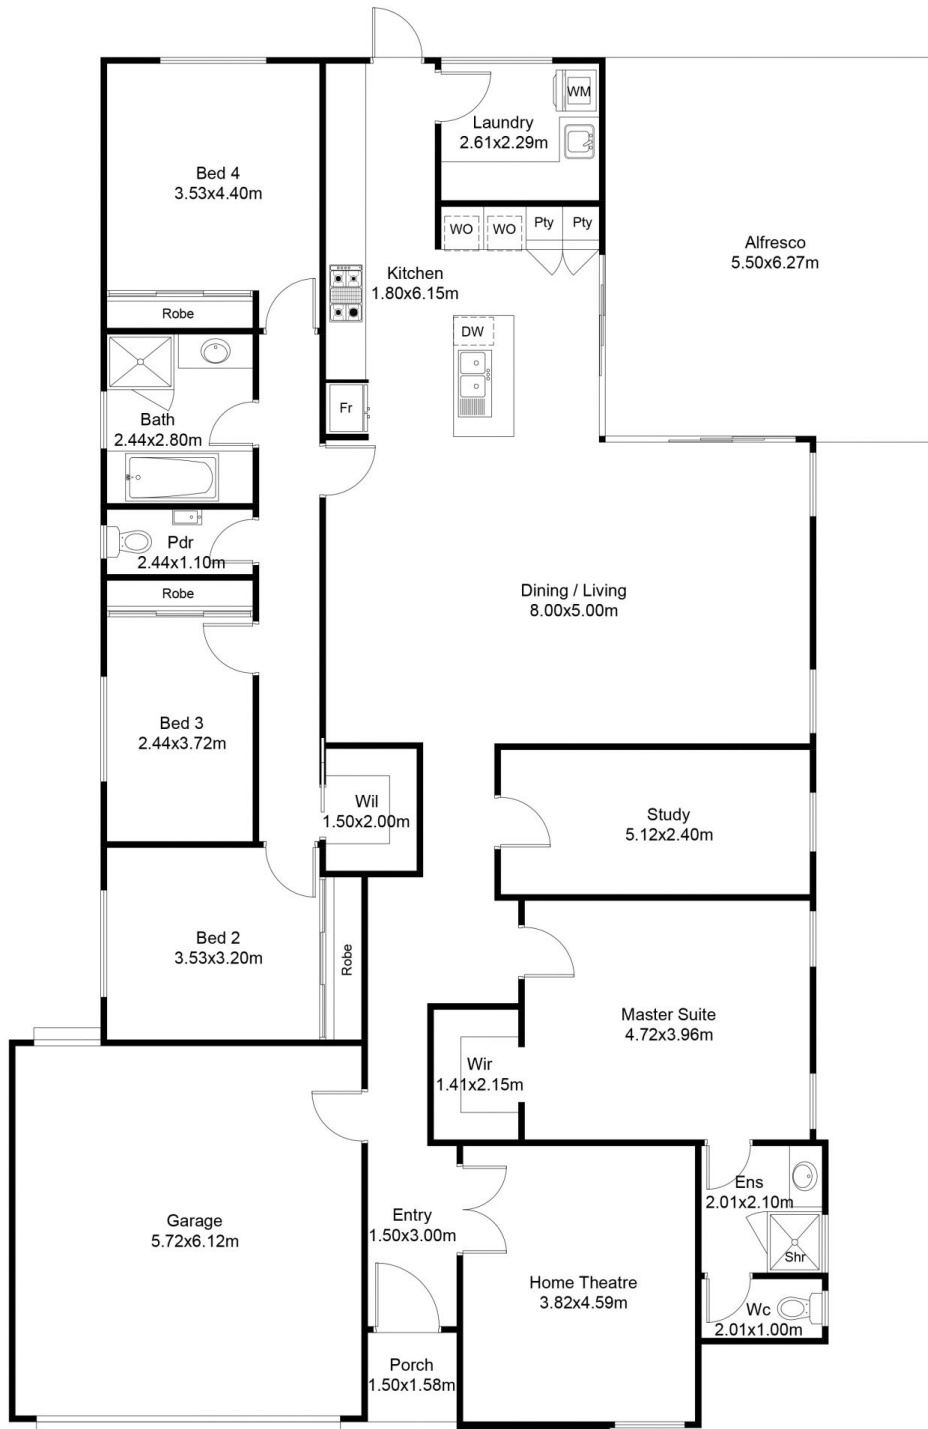 WM
Laundry
2.61x2.29m
Bed 4
3.53x4.40m
WO
WO
Pty
Pty
Alfresco
5.50x6.27m
Kitchen
1.80x6.15m
Robe
DW
Fr
Bath
2.44x2.80m
Pdr
2.44x1.10m
Robe
Dining / Living
8.00x5.00m
Bed 3
2.44x3.72m
Wil
1.50x2.00m
Study
5.12x2.40m
Bed 2
3.53x3.20m
Robe
Master Suite
4.72x3.96m
Wir
1.41x2.15m
Ens
2.01x2.10m
Garage
5.72x6.12m
Entry
1.50x3.00m
Shr
Home Theatre
3.82x4.59m
Wc
2.01x1.00m
Porch
1.50x1.58m